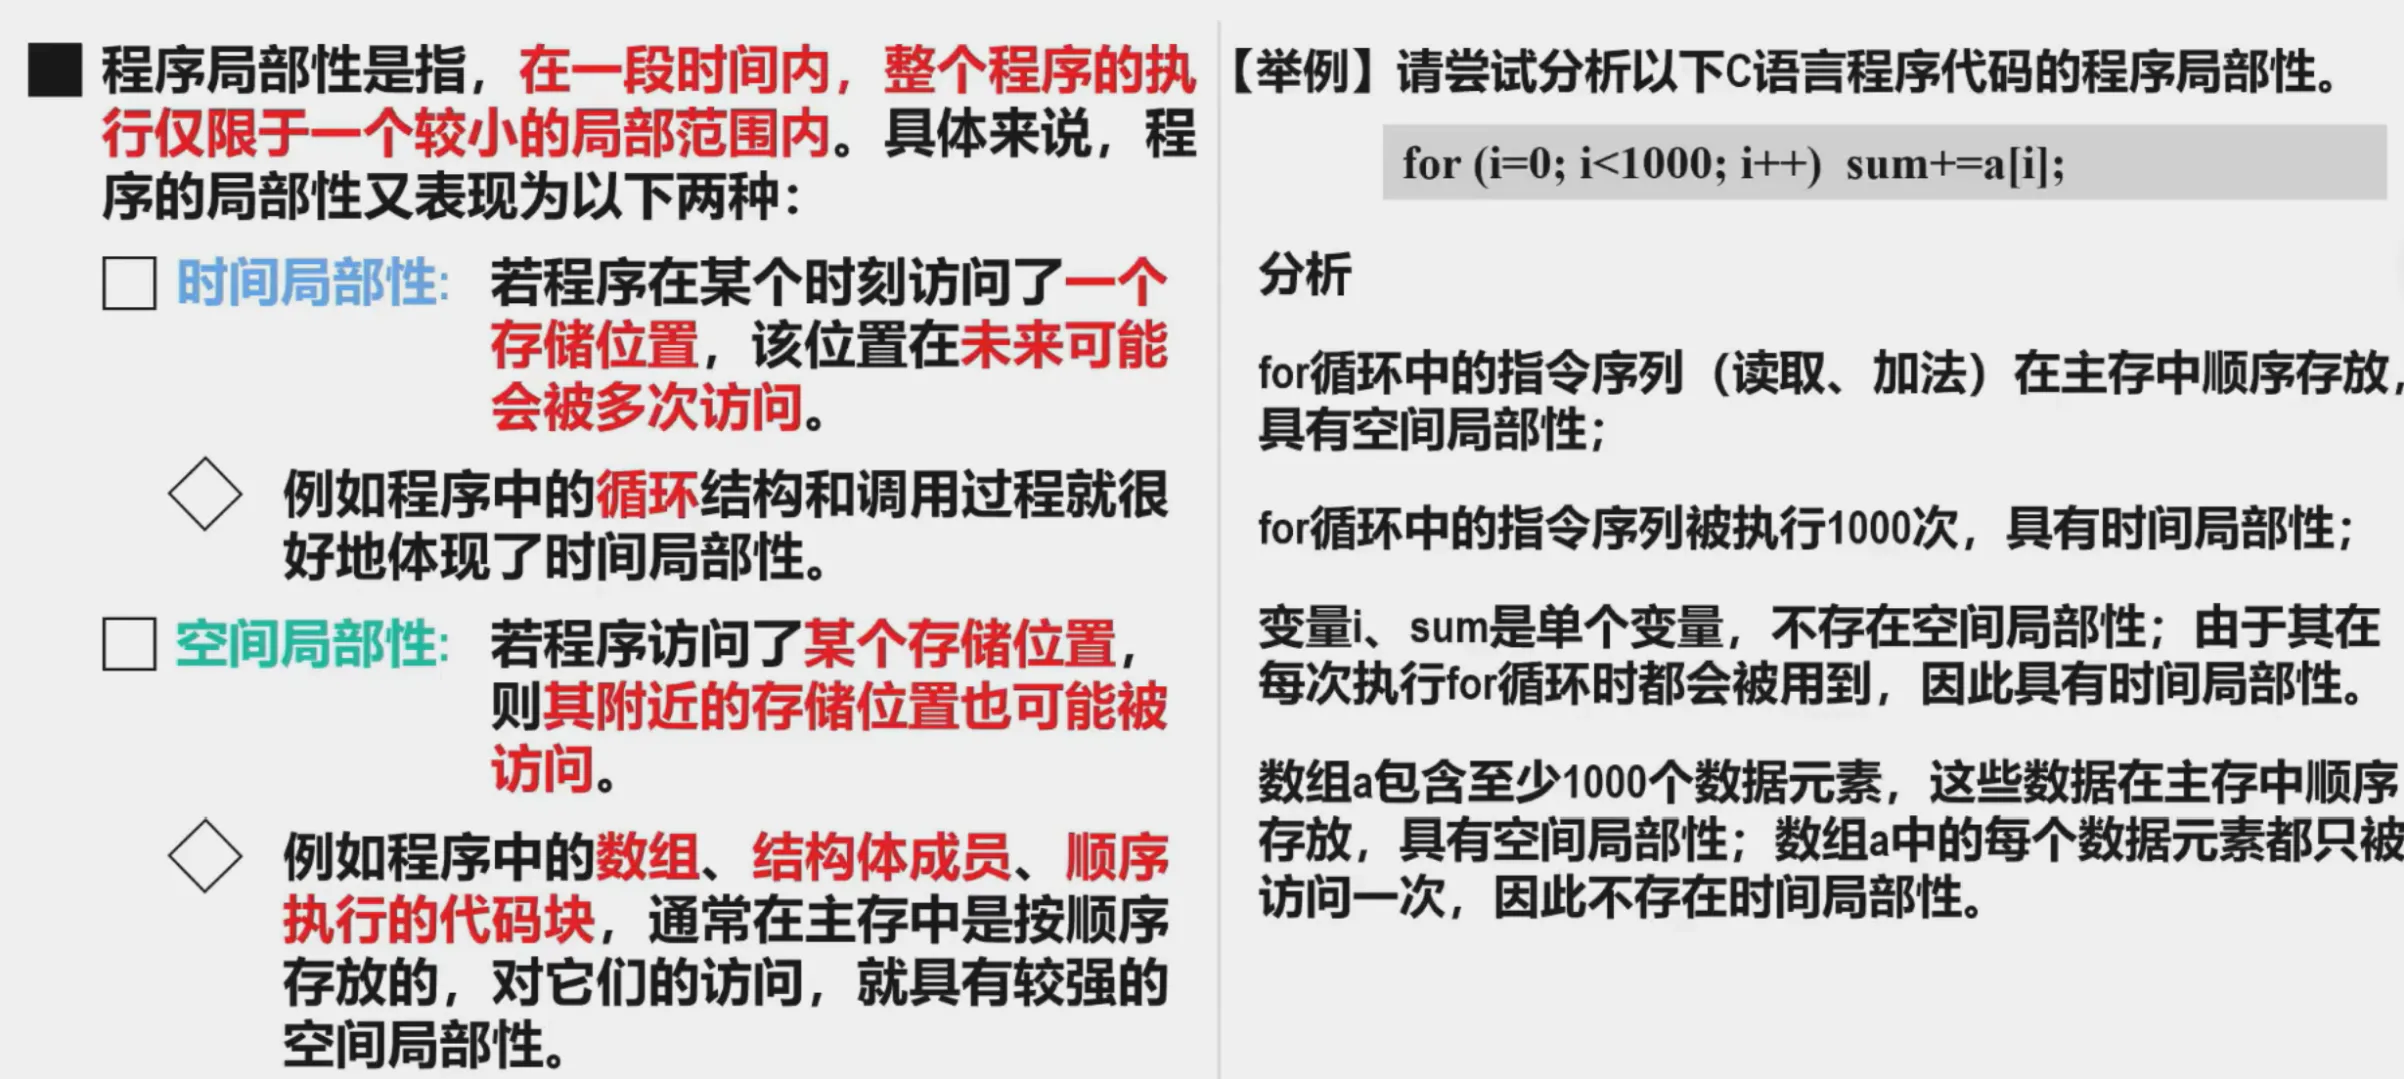 程序局部性是指，在一段时间内，整个程序的执
行仅限于一个较小的局部范围内。具体来说，程
序的局部性又表现为以下两种：
时间局部性：若程序在某个时刻访问了一个
存储位置，该位置在未来可能
会被多次访问。
例如程序中的循环结构和调用过程就很
好地体现了时间局部性。
空间局部性：若程序访问了某个存储位置，
则其附近的存储位置也可能被
访问。
例如程序中的数组、结构体成员、顺序
执行的代码块，通常在主存中是按顺序
存放的，对它们的访问，就具有较强的
空间局部性。
【举例】请尝试分析以下C语言程序代码的程序局部性。
for (i=0; i<1000; i++) sum+=a[i];
分析
for循环中的指令序列（读取、加法）在主存中顺序存放，
具有空间局部性；
for循环中的指令序列被执行1000次，具有时间局部性；
变量i、sum是单个变量，不存在空间局部性；由于其在
每次执行for循环时都会被用到，因此具有时间局部性。
数组a包含至少1000个数据元素，这些数据在主存中顺序
存放，具有空间局部性；数组a中的每个数据元素都只被
访问一次，因此不存在时间局部性。